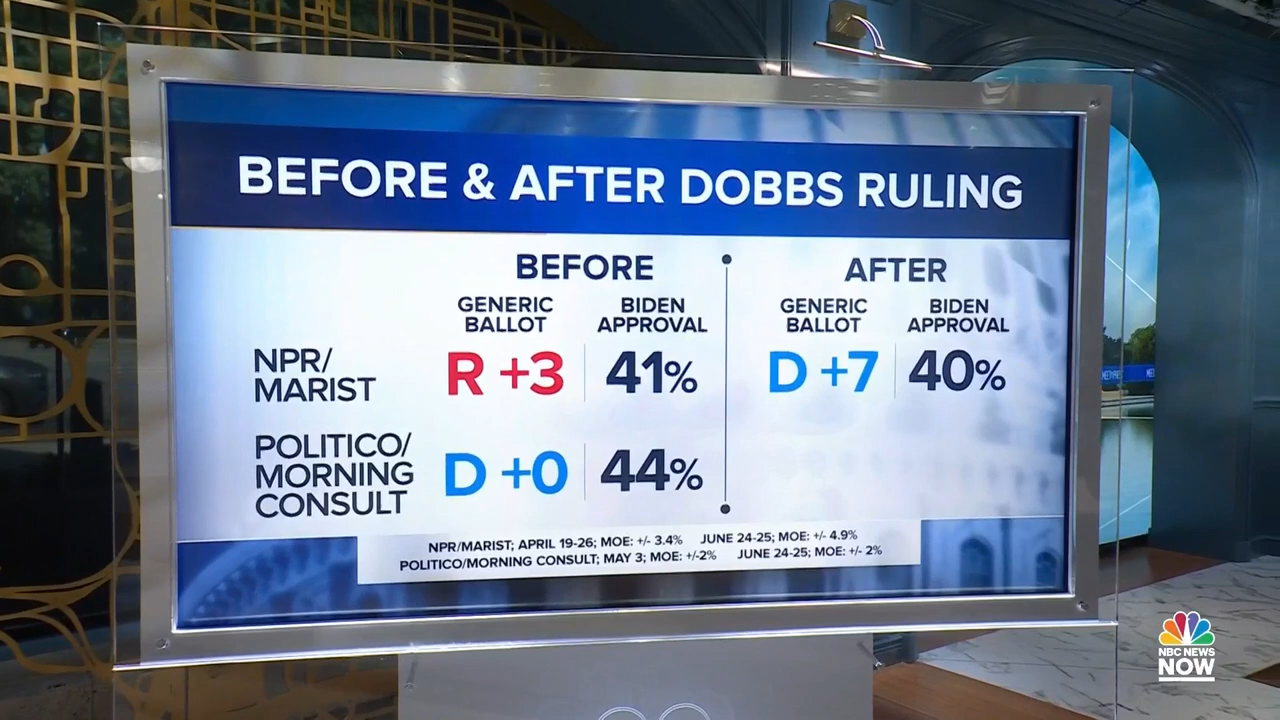 BEFORE & AFTER DOBBS RULING
BEFORE
AFTER
GENERIC BALLOT
BIDEN APPROVAL
GENERIC BALLOT
BIDEN APPROVAL
NPR/
MARIST
R +3
41%
D +7
40%
POLITICO/
MORNING
CONSULT
D +0
44%
NPR/MARIST; APRIL 19-26; MOE: +/- 3.4% JUNE 24-25; MOE: +/- 4.9%
POLITICO/MORNING CONSULT; MAY 3; MOE: +/-2% JUNE 24-25; MOE: +/- 2%
NBC NEWS
NOW